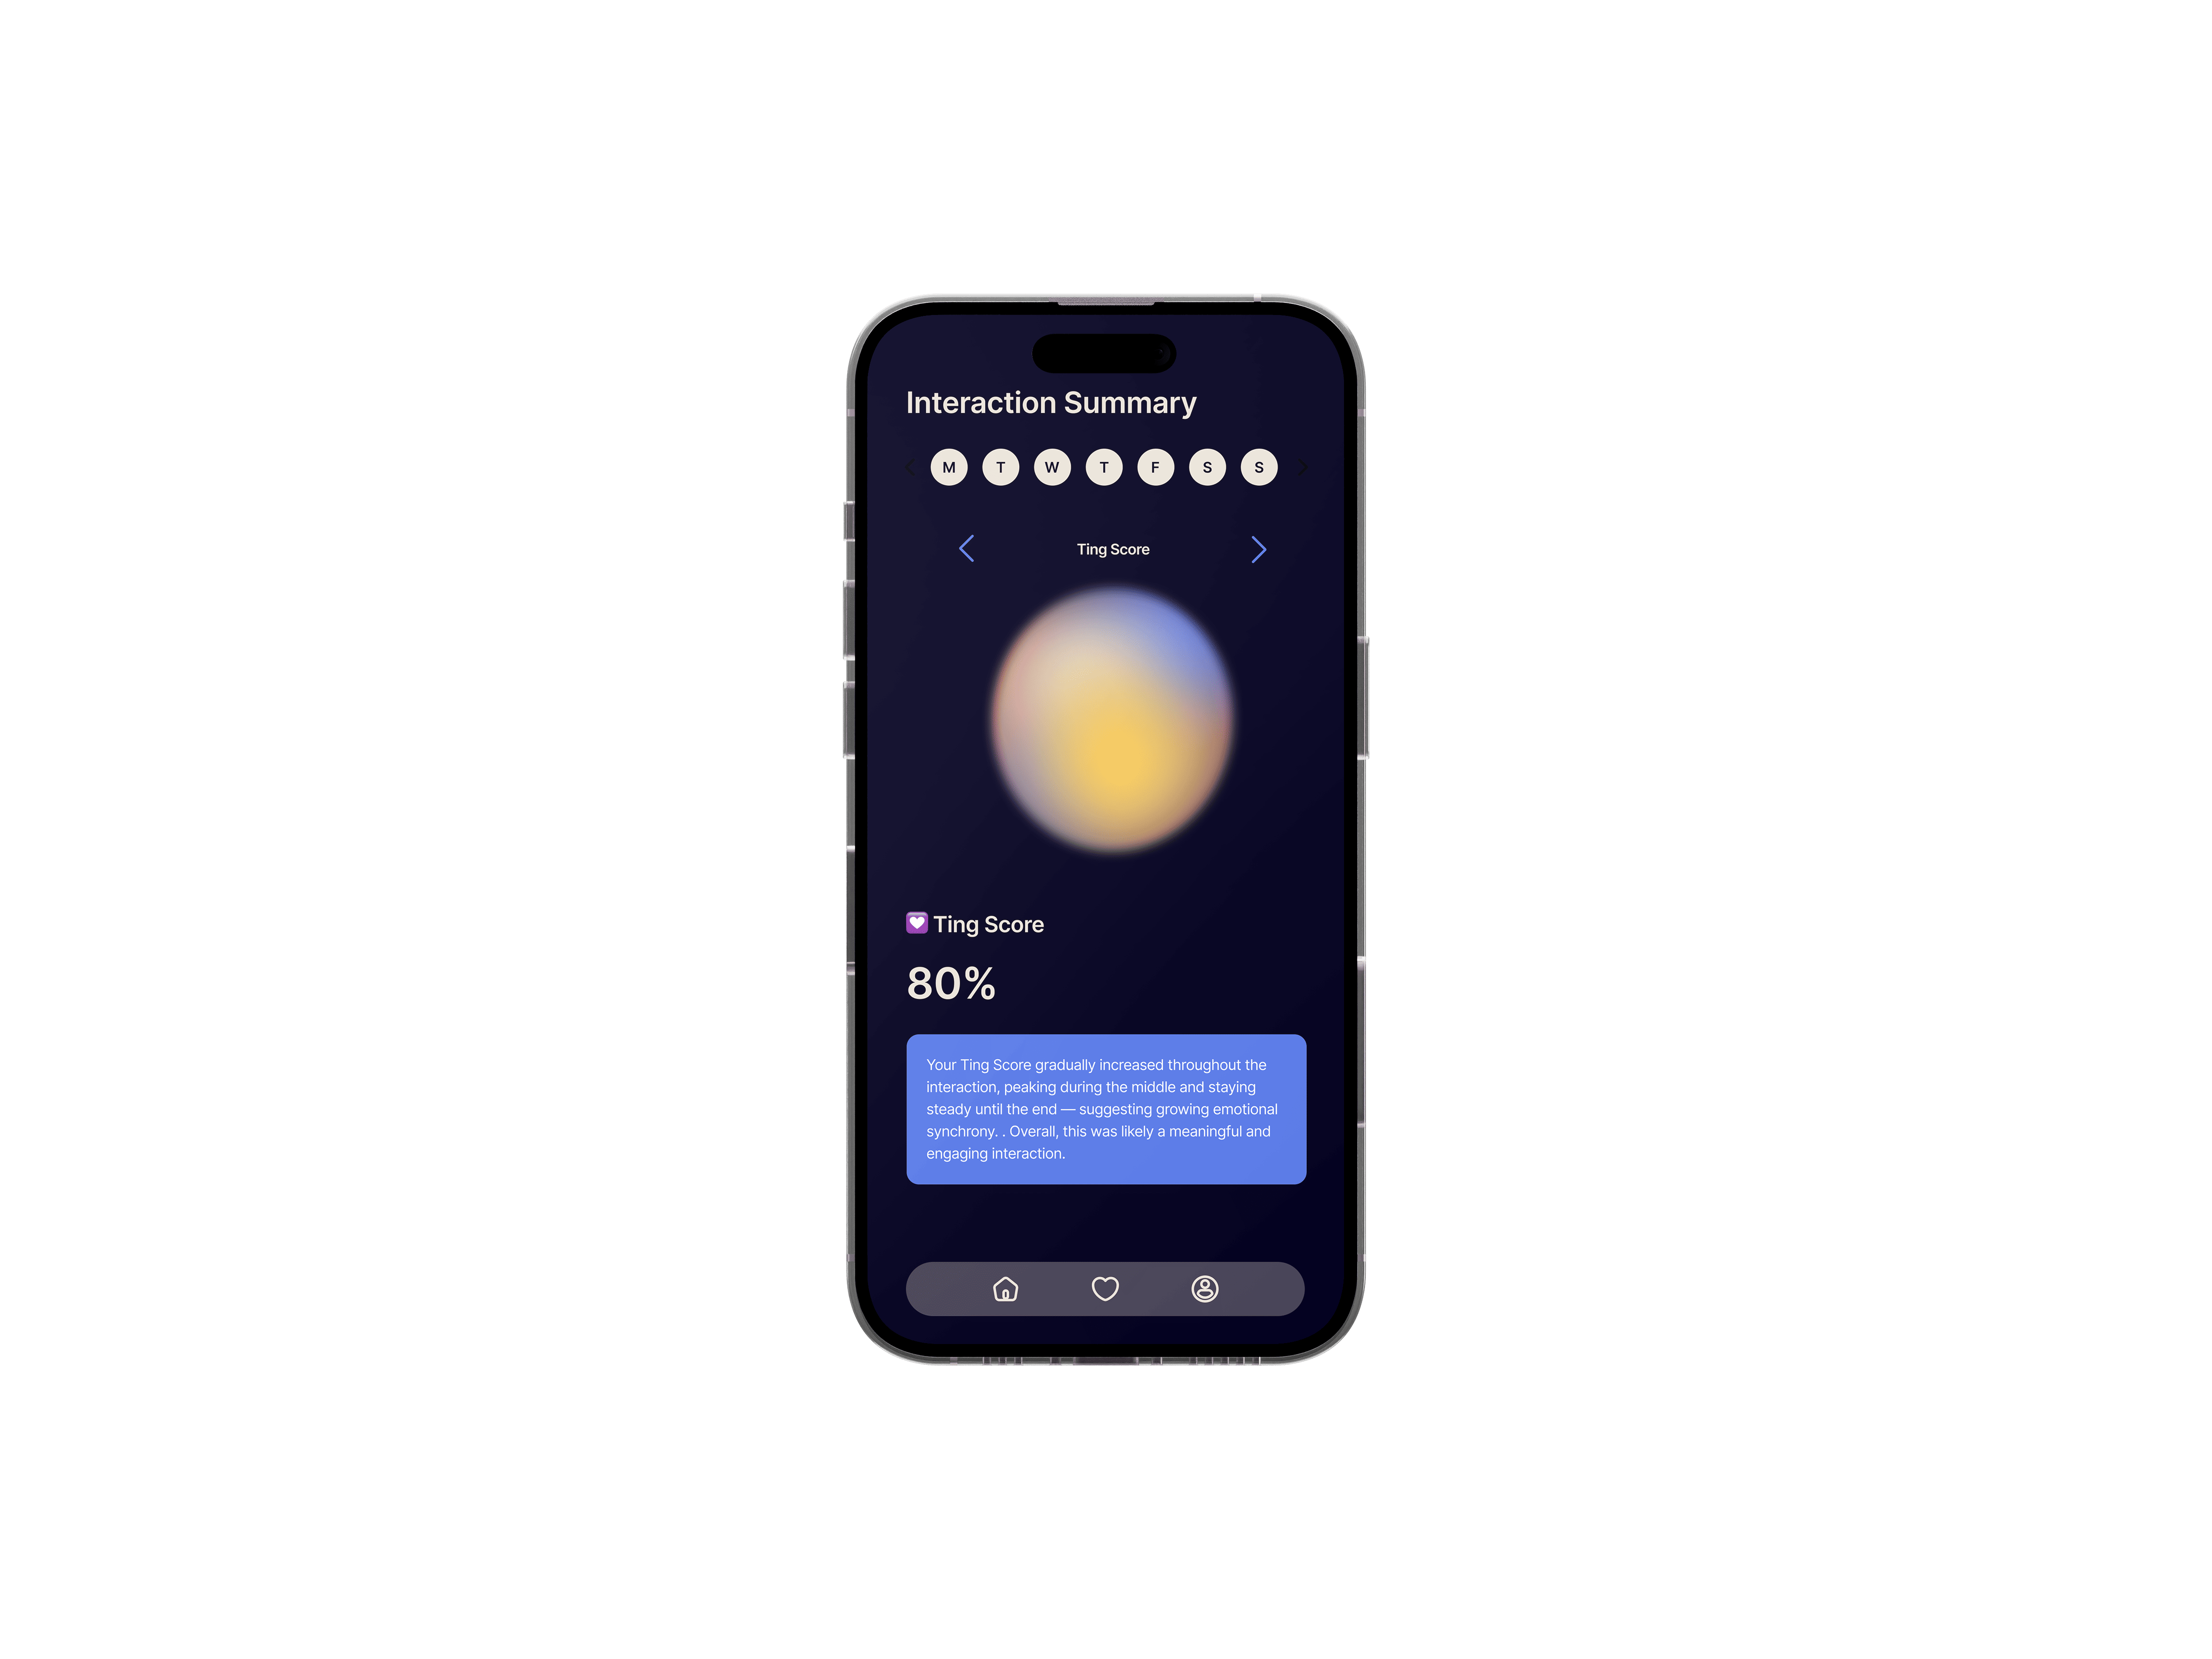 Interaction Summary
M T W T F S S
Ting Score
Ting Score
80%
Your Ting Score gradually increased throughout the
interaction, peaking during the middle and staying
steady until the end — suggesting growing emotional
synchrony. . Overall, this was likely a meaningful and
engaging interaction.